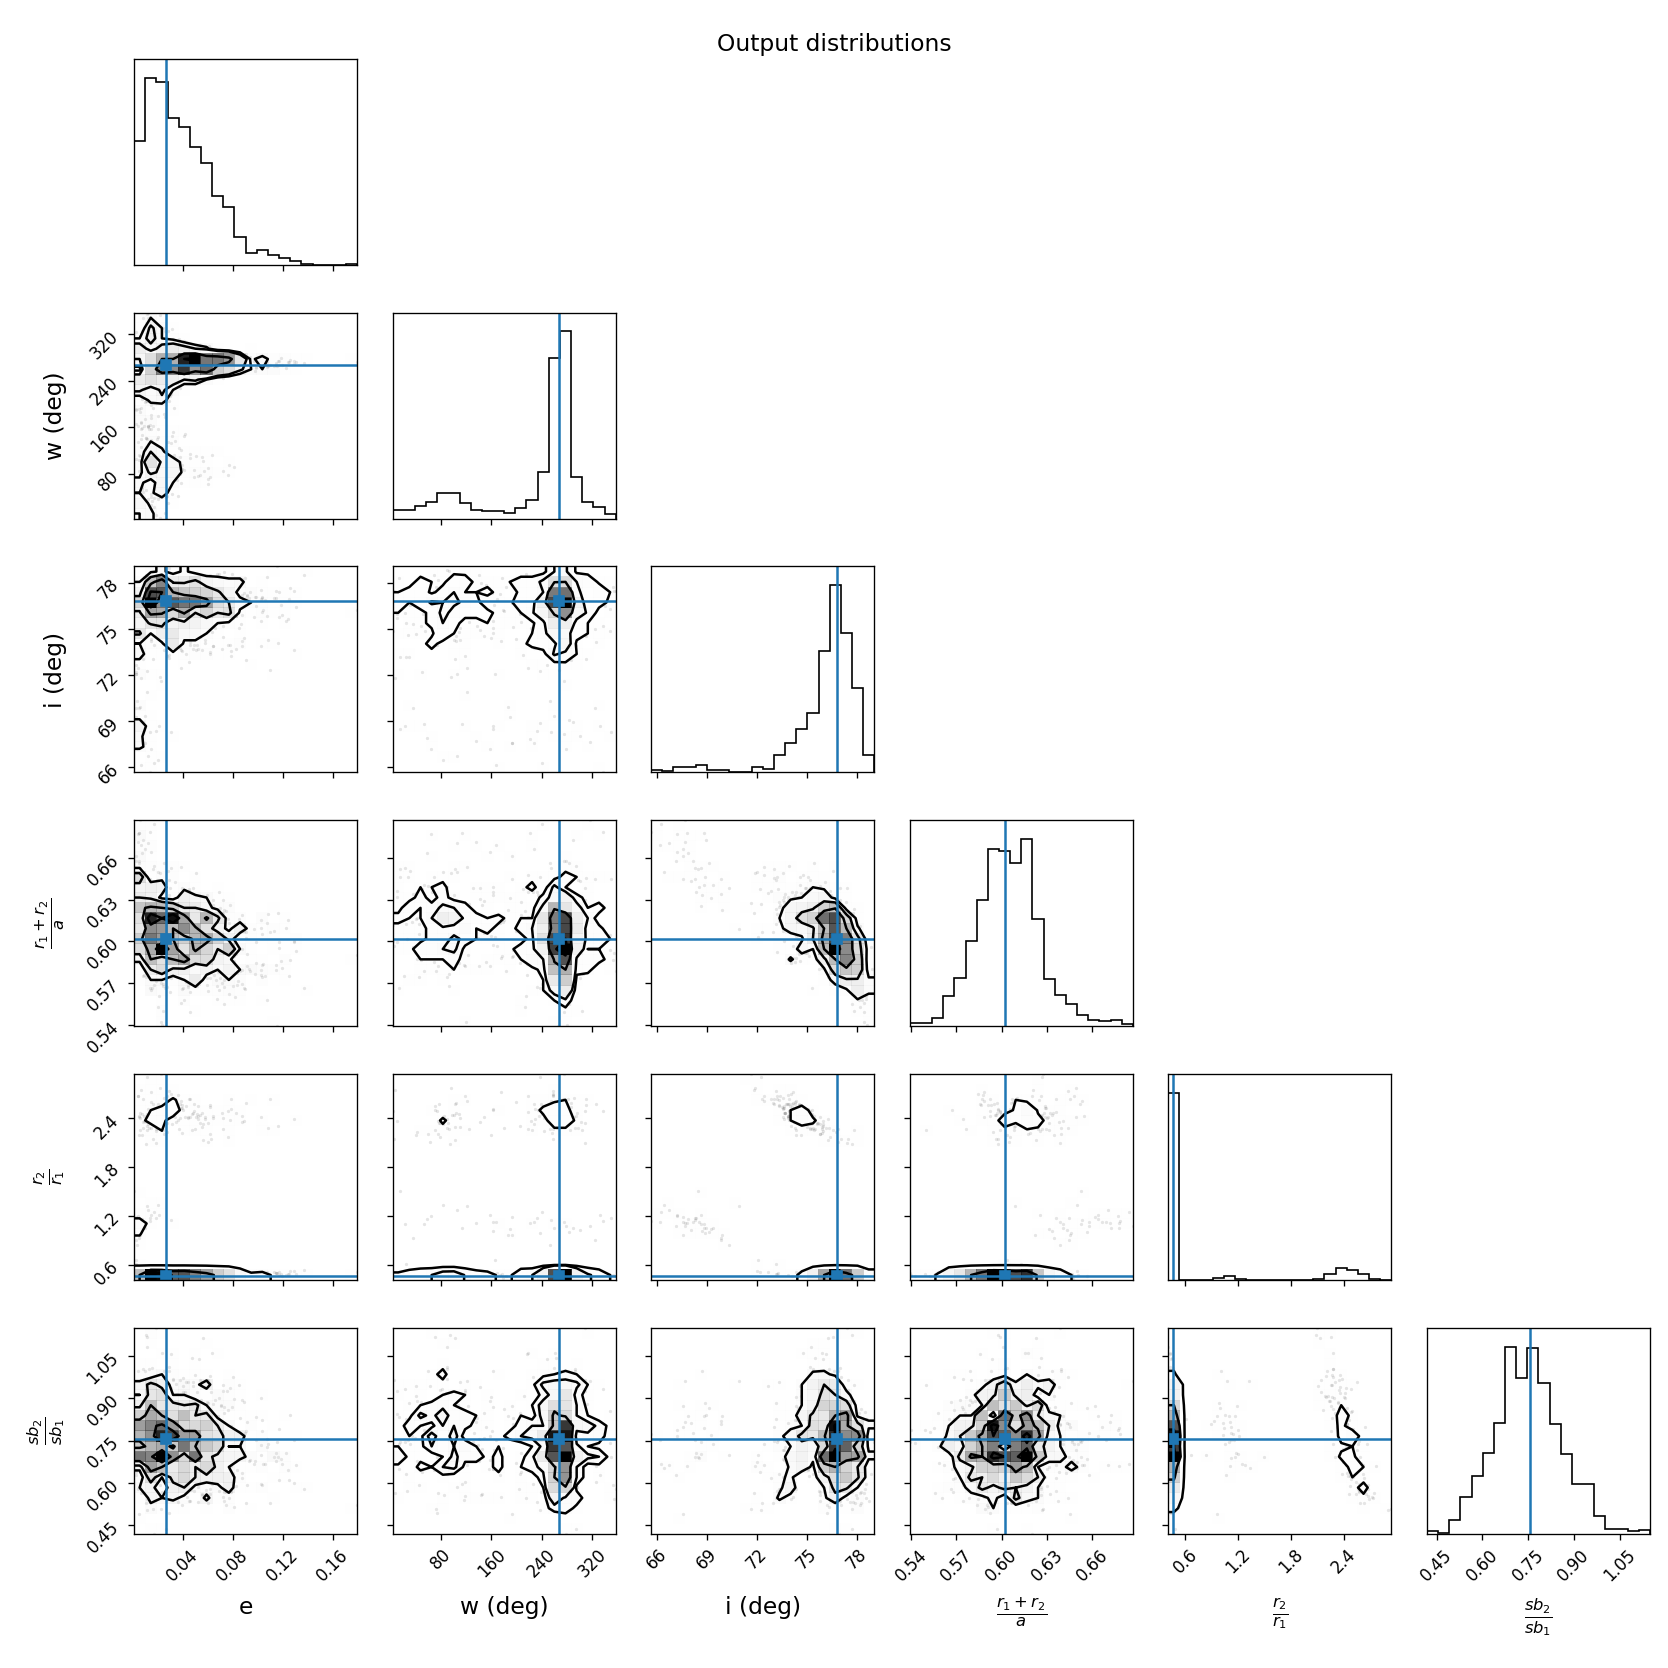 Output distributions
w (deg)
320
240
160
80
i (deg)
78
75
72
69
66
r₁ + r₂
a
0.66
0.63
0.60
0.57
0.54
r₂
r₁
2.4
1.8
1.2
0.6
sb₂
sb₁
1.05
0.90
0.75
0.60
0.45
0.04 0.08 0.12 0.16
80 160 240 320
66 69 72 75 78
0.54 0.57 0.60 0.63 0.66
0.6 1.2 1.8 2.4
0.45 0.60 0.75 0.90 1.05
e
w (deg)
i (deg)
r₁ + r₂
a
r₂
r₁
sb₂
sb₁